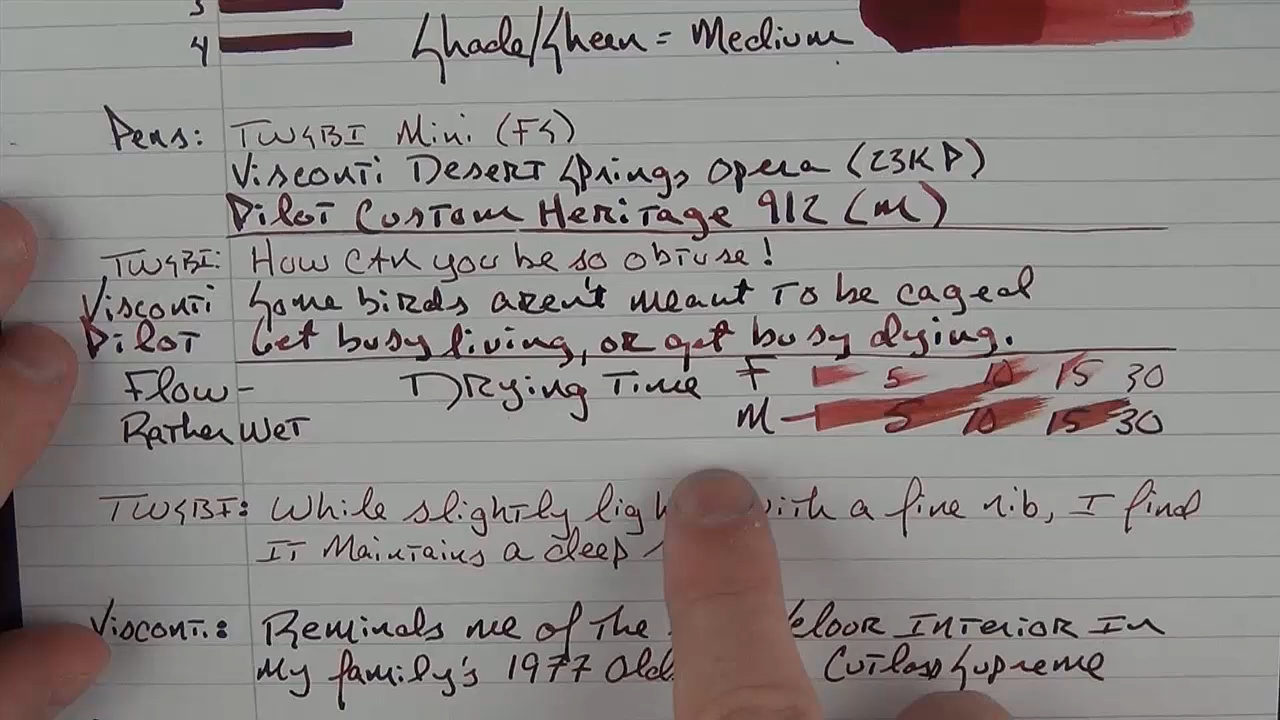 3
4 Shade/Sheen = Medium
Pens: TWSBI Mini (FS)
Visconti Desert Springs Opera (23KP)
Pilot Custom Heritage 912 (M)
TWSBI: How can you be so obtuse!
Visconti Some birds aren't meant to be caged
Pilot Get busy living, or get busy dying.
Flow - Drying Time F 5 10 15 30
Rather Wet M - 5 10 15 30
TWSBI: While slightly with a fine nib, I find
It maintains a deep
Visconti: Reminds me of the Interior In
My family's 1977 Cutlass Supreme